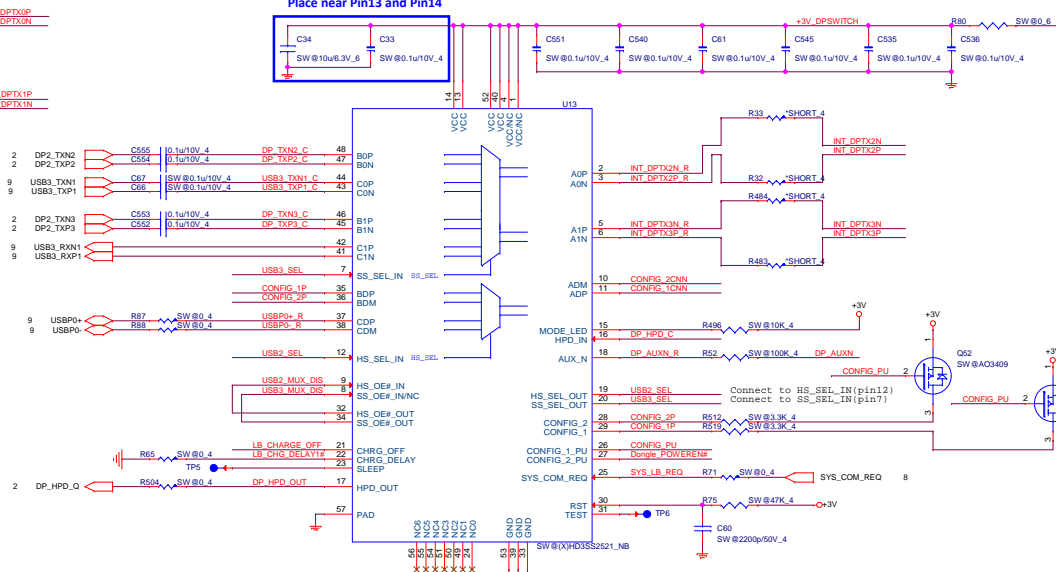 Place near Pin13 and Pin14
DPTX0P
DPTX0N
DPTX1P
DPTX1N
C34
SW@10u/6.3V_6
C33
SW@0.1u/10V_4
C551
SW@0.1u/10V_4
C540
SW@0.1u/10V_4
C61
SW@0.1u/10V_4
C545
SW@0.1u/10V_4
C535
SW@0.1u/10V_4
C536
SW@0.1u/10V_4
+3V_DPSWITCH
R80
SW@0_6
U13
14 VCC
13 VCC
52 VCC
40 VCC
4 VCC/NC
1 VCC/NC
2 DP2_TXN2 C555 0.1u/10V_4 DP_TXN2_C 48 B0P
2 DP2_TXP2 C554 0.1u/10V_4 DP_TXP2_C 47 B0N
9 USB3_TXN1 C67 SW@0.1u/10V_4 USB3_TXN1_C 44 C0P
9 USB3_TXP1 C66 SW@0.1u/10V_4 USB3_TXP1_C 43 C0N
2 DP2_TXN3 C553 0.1u/10V_4 DP_TXN3_C 46 B1P
2 DP2_TXP3 C552 0.1u/10V_4 DP_TXP3_C 45 B1N
9 USB3_RXN1 42 C1P
9 USB3_RXP1 41 C1N
USB3_SEL 7 SS_SEL_IN SS_SEL
CONFIG_1P 35 BDP
CONFIG_2P 36 BDM
9 USBP0+ R87 SW@0_4 USBP0+_R 37 CDP
9 USBP0- R88 SW@0_4 USBP0-_R 38 CDM
USB2_SEL 12 HS_SEL_IN HS_SEL
USB2_MUX_DIS 9 HS_OE#_IN
USB3_MUX_DIS 8 SS_OE#_IN/NC
32 HS_OE#_OUT
34 SS_OE#_OUT
LB_CHARGE_OFF 21 CHRG_OFF
R65 SW@0_4 LB_CHG_DELAY1# 22 CHRG_DELAY
TP5 23 SLEEP
2 DP_HPD_Q R504 SW@0_4 DP_HPD_OUT 17 HPD_OUT
57 PAD
A0P 2 INT_DPTX2N_R
A0N 3 INT_DPTX2P_R
R33 *SHORT_4
INT_DPTX2N
INT_DPTX2P
R32 *SHORT_4
R484 *SHORT_4
A1P 5 INT_DPTX3N_R
A1N 6 INT_DPTX3P_R
INT_DPTX3N
INT_DPTX3P
R483 *SHORT_4
ADM 10 CONFIG_2CNN
ADP 11 CONFIG_1CNN
MODE_LED 15 R496 SW@10K_4 +3V
HPD_IN 16 DP_HPD_C
AUX_N 18 DP_AUXN_R R52 SW@100K_4 DP_AUXN
HS_SEL_OUT 19 USB2_SEL Connect to HS_SEL_IN(pin12)
SS_SEL_OUT 20 USB3_SEL Connect to SS_SEL_IN(pin7)
CONFIG_2 28 CONFIG_2P R512 SW@3.3K_4
CONFIG_1 29 CONFIG_1P R519 SW@3.3K_4
CONFIG_1_PU 26 CONFIG_PU
CONFIG_2_PU 27 Dongle_POWEREN#
SYS_COM_REQ 25 SYS_LB_REQ R71 SW@0_4 SYS_COM_REQ 8
RST 30 R75 SW@47K_4 +3V
TEST 31 TP6
C60
SW@2200p/50V_4
+3V
1
Q52
SW@AO3409
CONFIG_PU 2
3
+3V
1
CONFIG_PU 2
3
NC6 NC5 NC4 NC3 NC2 NC1 NC0 GND GND GND
56 55 54 51 50 49 24 53 39 33
SW@(X)HD3SS2521_NB